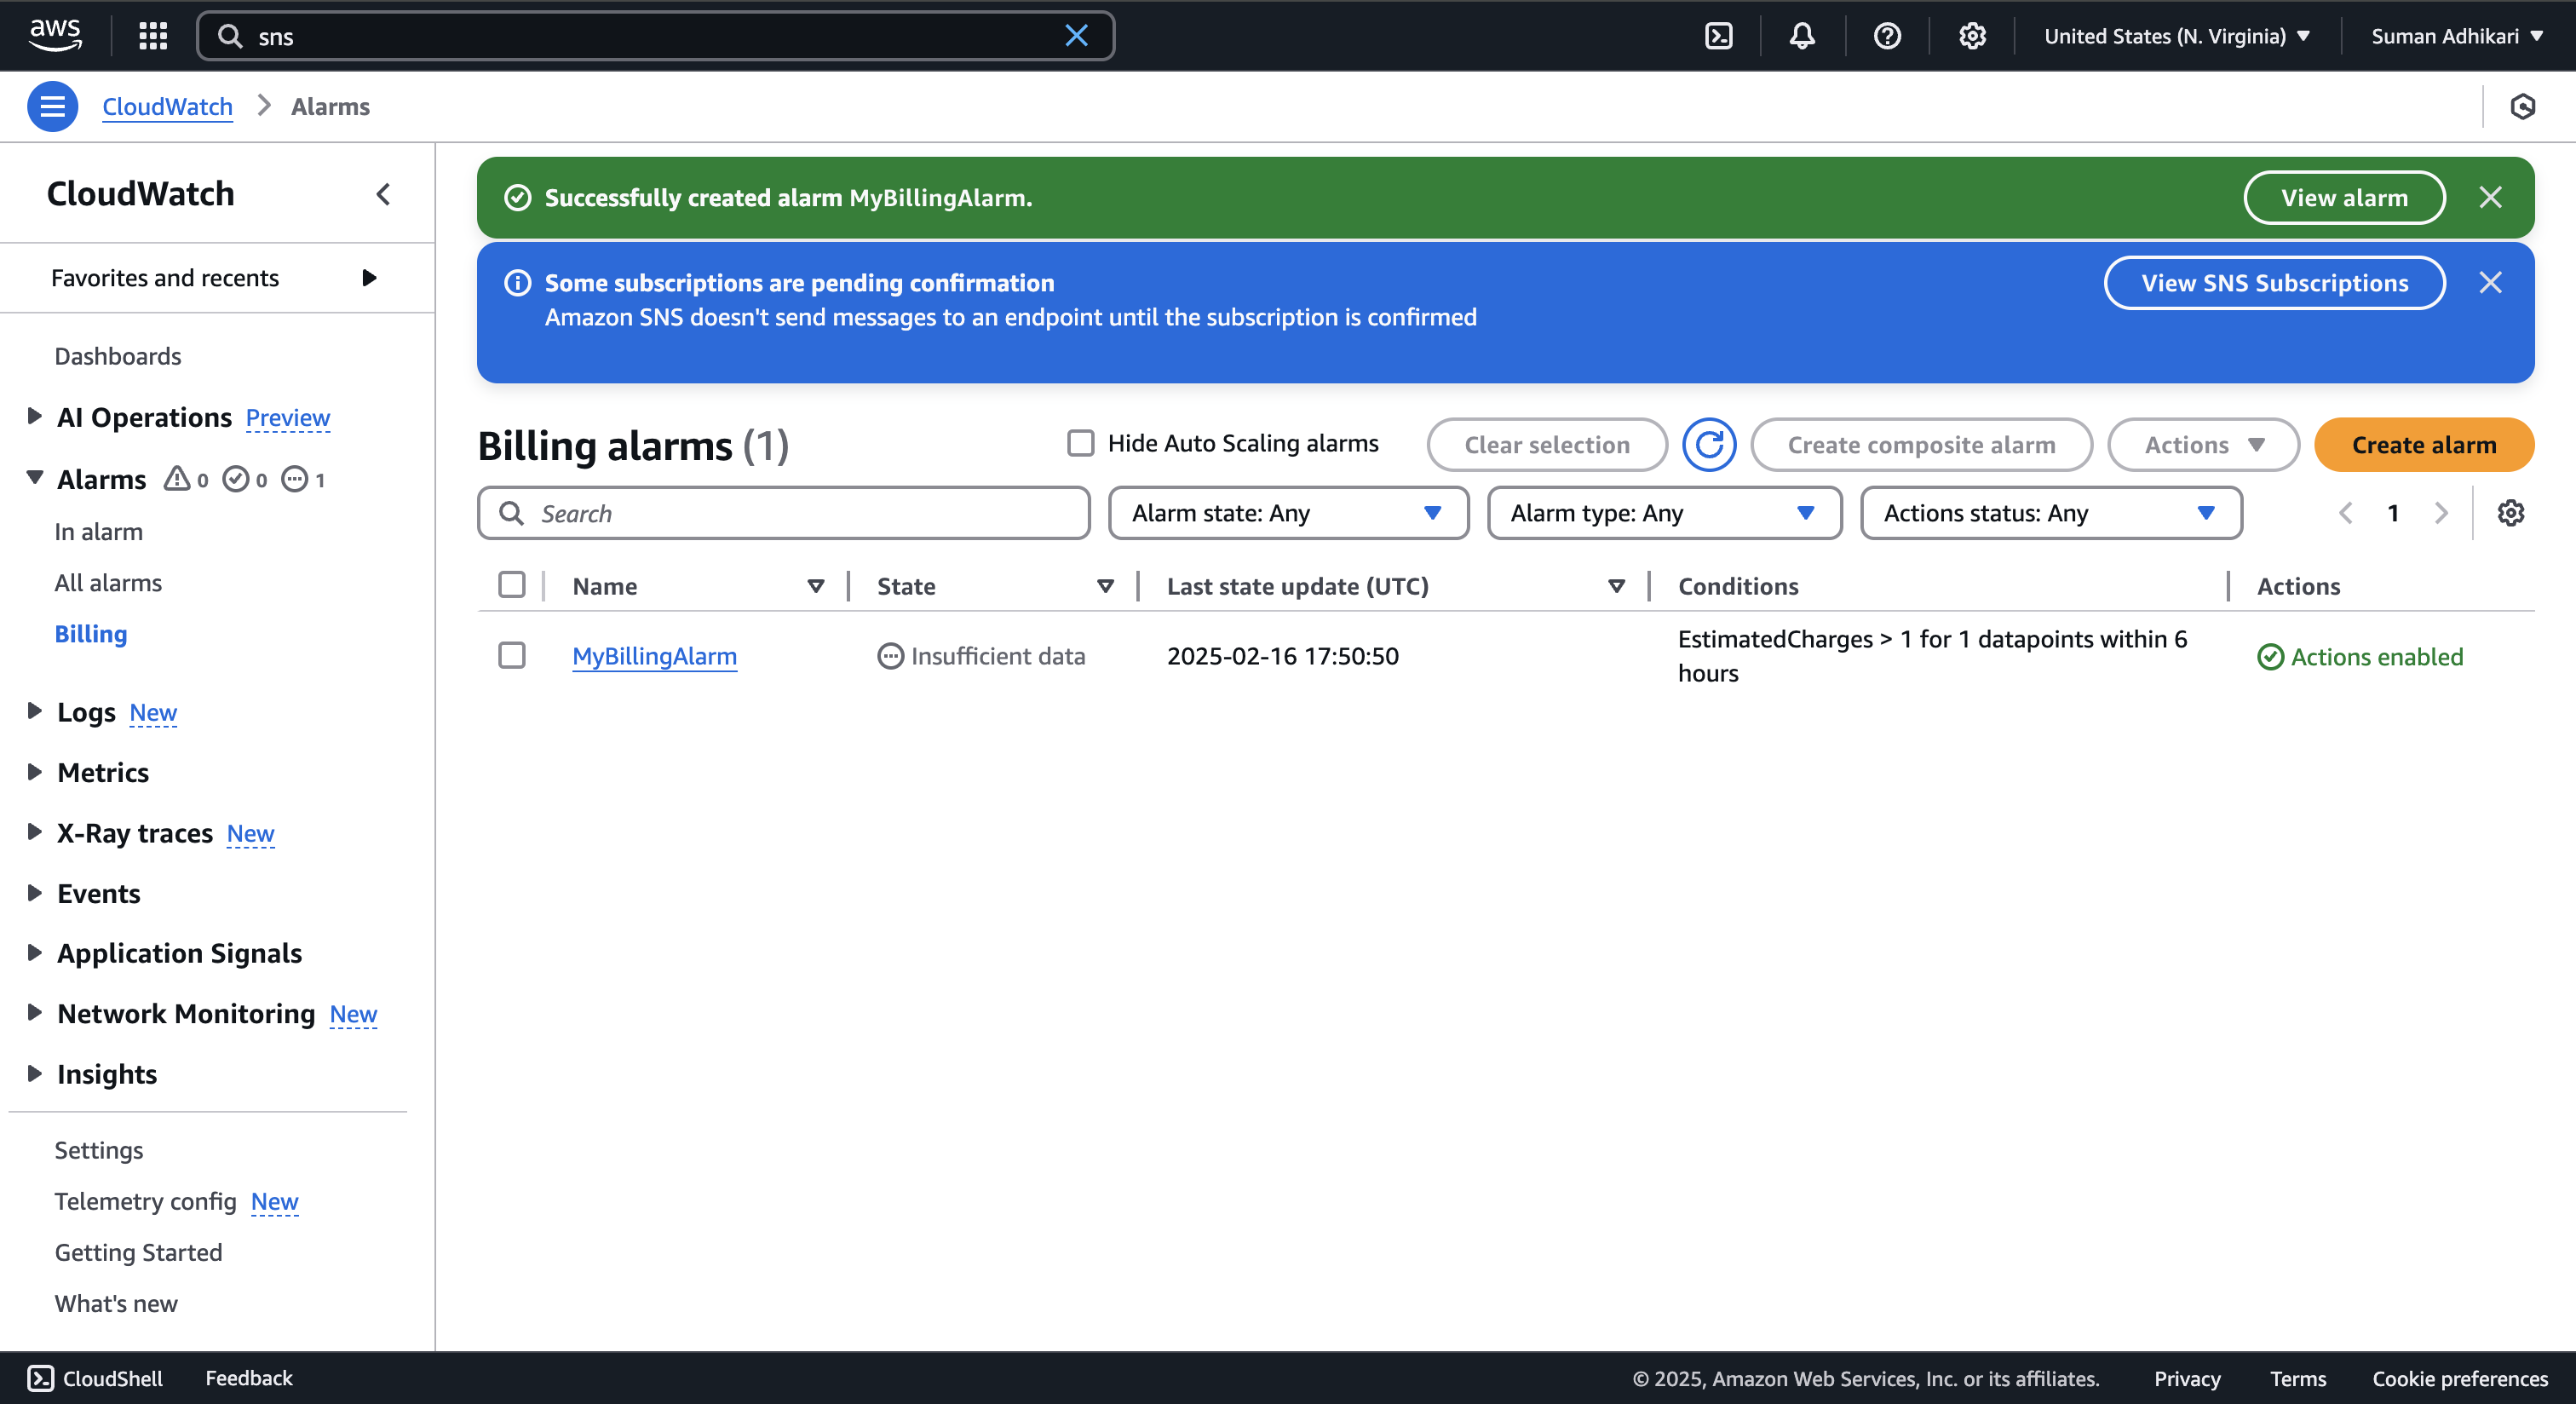 aws
sns
United States (N. Virginia)
Suman Adhikari
CloudWatch
Alarms
CloudWatch
Favorites and recents
Dashboards
AI Operations Preview
Alarms 0 0 1
In alarm
All alarms
Billing
Logs New
Metrics
X-Ray traces New
Events
Application Signals
Network Monitoring New
Insights
Settings
Telemetry config New
Getting Started
What's new
Successfully created alarm MyBillingAlarm.
View alarm
Some subscriptions are pending confirmation
Amazon SNS doesn't send messages to an endpoint until the subscription is confirmed
View SNS Subscriptions
Billing alarms (1)
Hide Auto Scaling alarms
Clear selection
Create composite alarm
Actions
Create alarm
Search
Alarm state: Any
Alarm type: Any
Actions status: Any
1
Name
State
Last state update (UTC)
Conditions
Actions
MyBillingAlarm
Insufficient data
2025-02-16 17:50:50
EstimatedCharges > 1 for 1 datapoints within 6
hours
Actions enabled
CloudShell
Feedback
© 2025, Amazon Web Services, Inc. or its affiliates.
Privacy
Terms
Cookie preferences